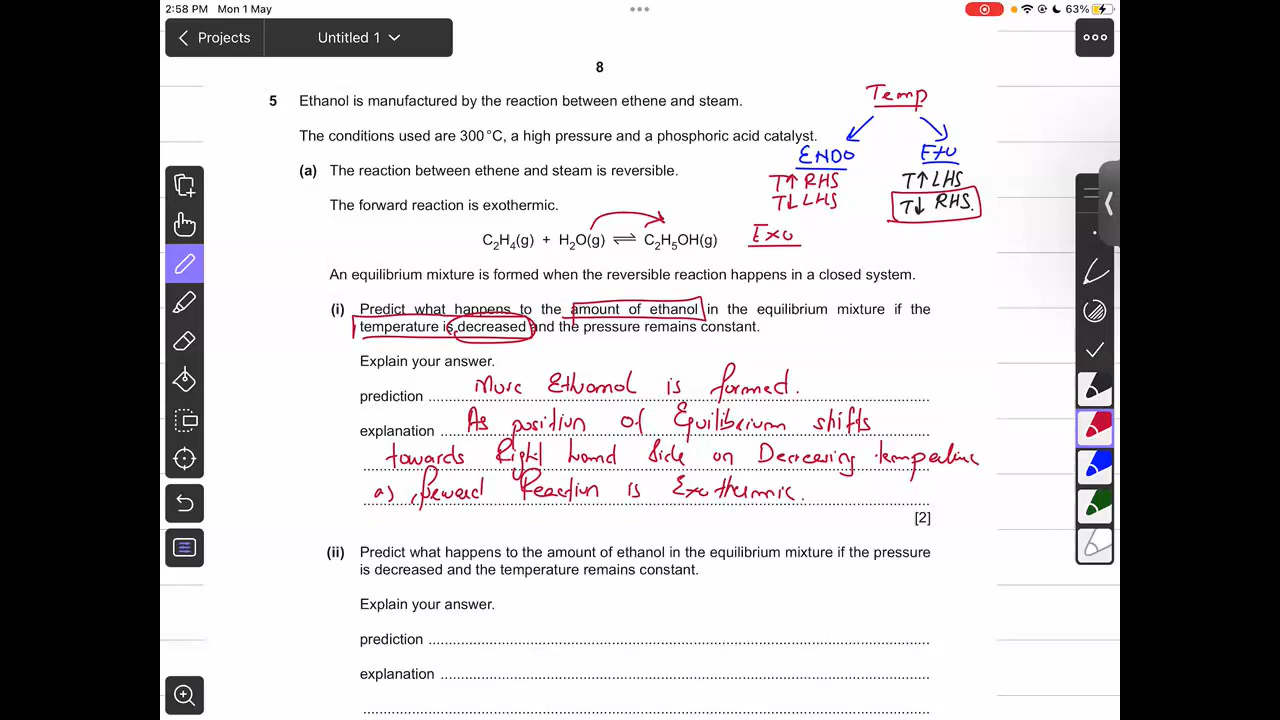 2:58 PM Mon 1 May
63%
Projects
Untitled 1
8
5 Ethanol is manufactured by the reaction between ethene and steam.
Temp
The conditions used are 300 °C, a high pressure and a phosphoric acid catalyst.
ENDO Exo
(a) The reaction between ethene and steam is reversible.
T↑ RHS T↑ LHS
T↓ LHS T↓ RHS.
The forward reaction is exothermic.
C2H4(g) + H2O(g) ⇌ C2H5OH(g) Exo
An equilibrium mixture is formed when the reversible reaction happens in a closed system.
(i) Predict what happens to the amount of ethanol in the equilibrium mixture if the
temperature is decreased and the pressure remains constant.
Explain your answer.
prediction More Ethanol is formed.
explanation As position of Equilibrium shifts
towards Right hand Side on Decreasing temperature
as forward Reaction is Exothermic.
[2]
(ii) Predict what happens to the amount of ethanol in the equilibrium mixture if the pressure
is decreased and the temperature remains constant.
Explain your answer.
prediction
explanation